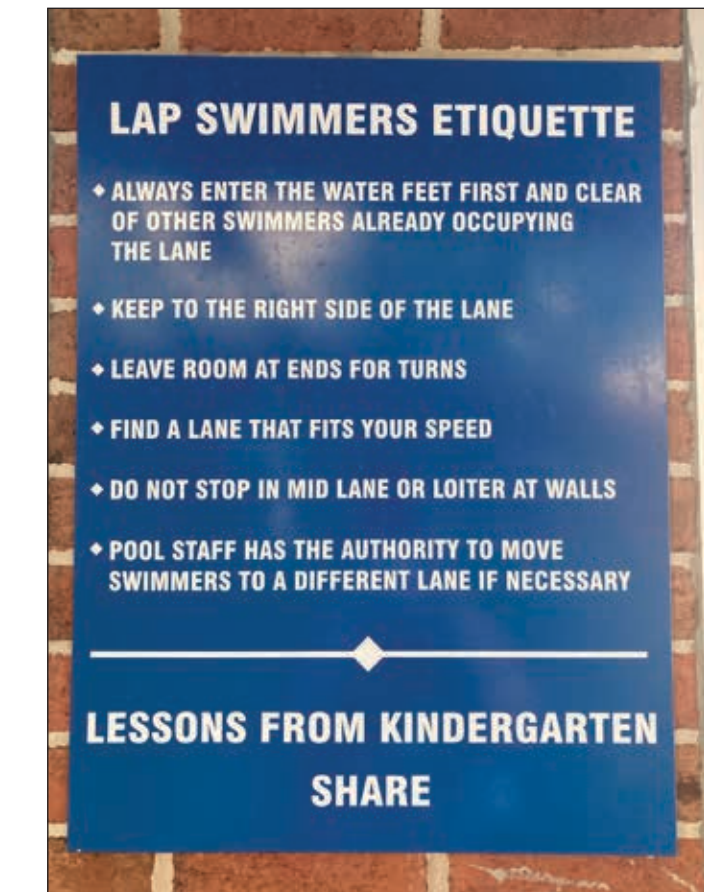 LAP SWIMMERS ETIQUETTE
ALWAYS ENTER THE WATER FEET FIRST AND CLEAR
OF OTHER SWIMMERS ALREADY OCCUPYING
THE LANE
KEEP TO THE RIGHT SIDE OF THE LANE
LEAVE ROOM AT ENDS FOR TURNS
FIND A LANE THAT FITS YOUR SPEED
DO NOT STOP IN MID LANE OR LOITER AT WALLS
POOL STAFF HAS THE AUTHORITY TO MOVE
SWIMMERS TO A DIFFERENT LANE IF NECESSARY
LESSONS FROM KINDERGARTEN
SHARE